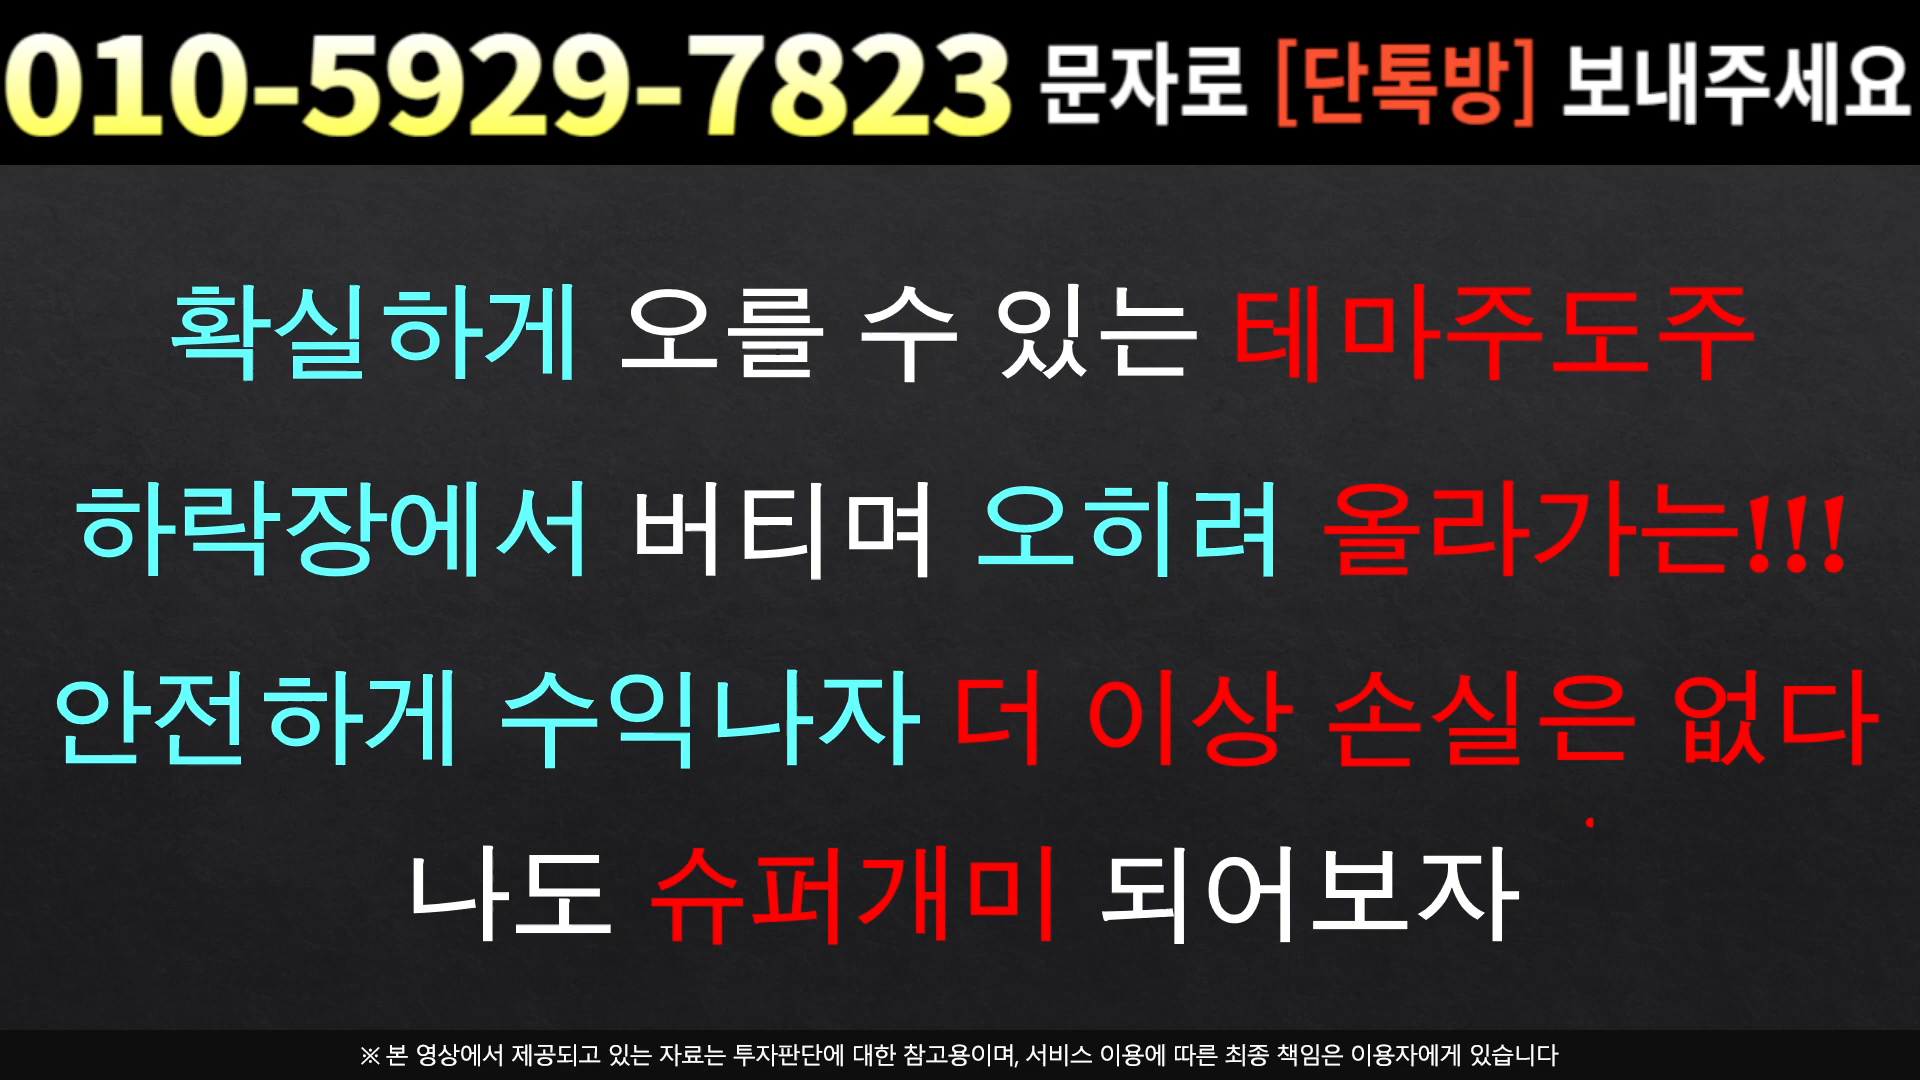 010-5929-7823 문자로 [단톡방] 보내주세요
확실하게 오를 수 있는 테마주도주
하락장에서 버티며 오히려 올라가는!!!
안전하게 수익나자 더 이상 손실은 없다
나도 슈퍼개미 되어보자
※ 본 영상에서 제공되고 있는 자료는 투자판단에 대한 참고용이며, 서비스 이용에 따른 최종 책임은 이용자에게 있습니다